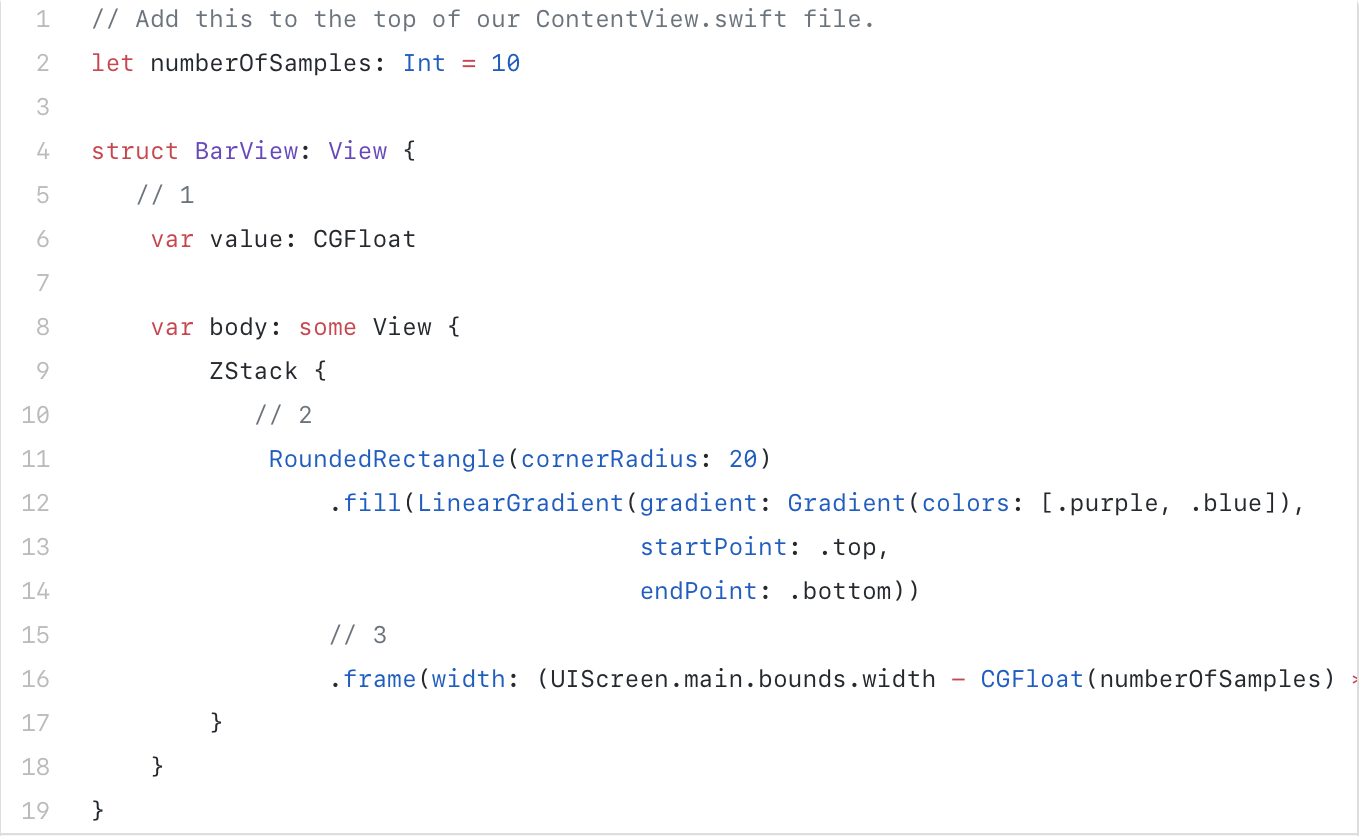 1 // Add this to the top of our ContentView.swift file.
2 let numberOfSamples: Int = 10
3
4 struct BarView: View {
5 // 1
6 var value: CGFloat
7
8 var body: some View {
9 ZStack {
10 // 2
11 RoundedRectangle(cornerRadius: 20)
12 .fill(LinearGradient(gradient: Gradient(colors: [.purple, .blue]),
13 startPoint: .top,
14 endPoint: .bottom))
15 // 3
16 .frame(width: (UIScreen.main.bounds.width - CGFloat(numberOfSamples)
17 }
18 }
19 }